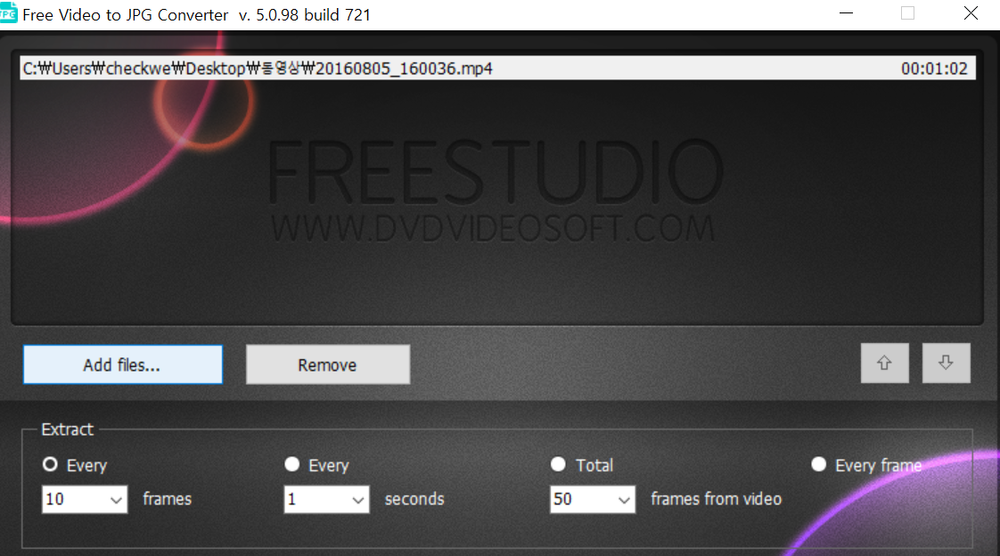 Free Video to JPG Converter v. 5.0.98 build 721
C:₩Users₩checkwe₩Desktop₩동영상₩20160805_160036.mp4 00:01:02
FREESTUDIO
WWW.DVDVIDEOSOFT.COM
Add files... Remove
Extract
Every Every Total Every frame
10 frames 1 seconds 50 frames from video